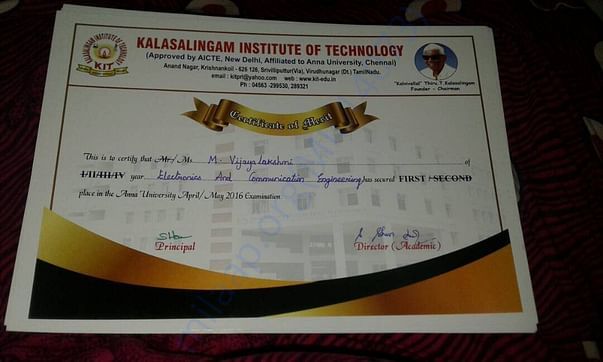 KALASALINGAM INSTITUTE OF TECHNOLOGY
(Approved by AICTE, New Delhi, Affiliated to Anna University, Chennai)
Anand Nagar, Krishnankoil - 626 126, Srivilliputtur(Via), Virudhunagar (Dt.) TamilNadu.
email : kitprl@yahoo.com web : www.kit-edu.in
Ph : 04563 -299530, 289321
KIT
"Kalvivallal" Thiru.T.Kalasalingam
Founder - Chairman
Certificate of Merit
This is to certify that Mr/ Ms. M. Vijayalakshmi of
I/II/III/IV year Electronics And Communication Engineering has secured FIRST / SECOND
place in the Anna University April/ May 2016 Examination
Principal
Director (Academic)